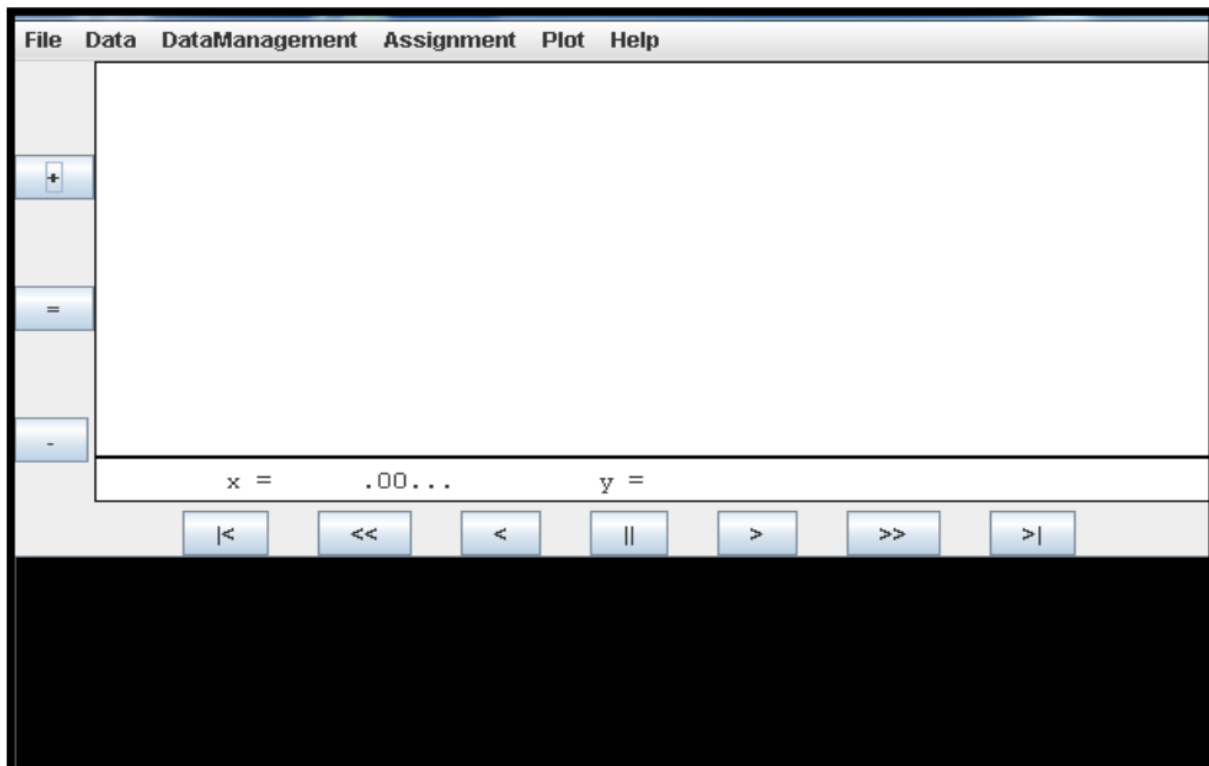 File Data DataManagement Assignment Plot Help
+
=
-
x = .00... y =
|< << < || > >> >|